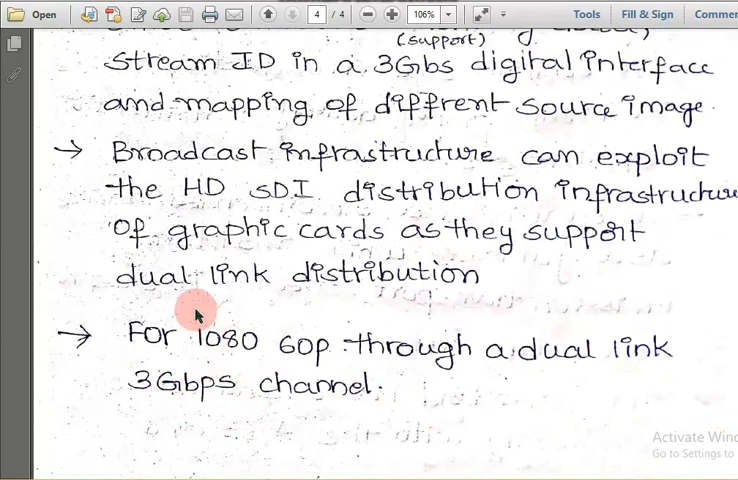 Open
4 / 4
106%
Tools
Fill & Sign
Commen
(support)
Stream ID in a 3Gbs digital interface
and mapping of diffrent source image.
→ Broadcast infrastructure can exploit
the HD SDI distribution infrastructure
of graphic cards as they support
dual link distribution
→ For 1080 60p through a dual link
3Gbps channel.
Activate Wind
Go to Settings to